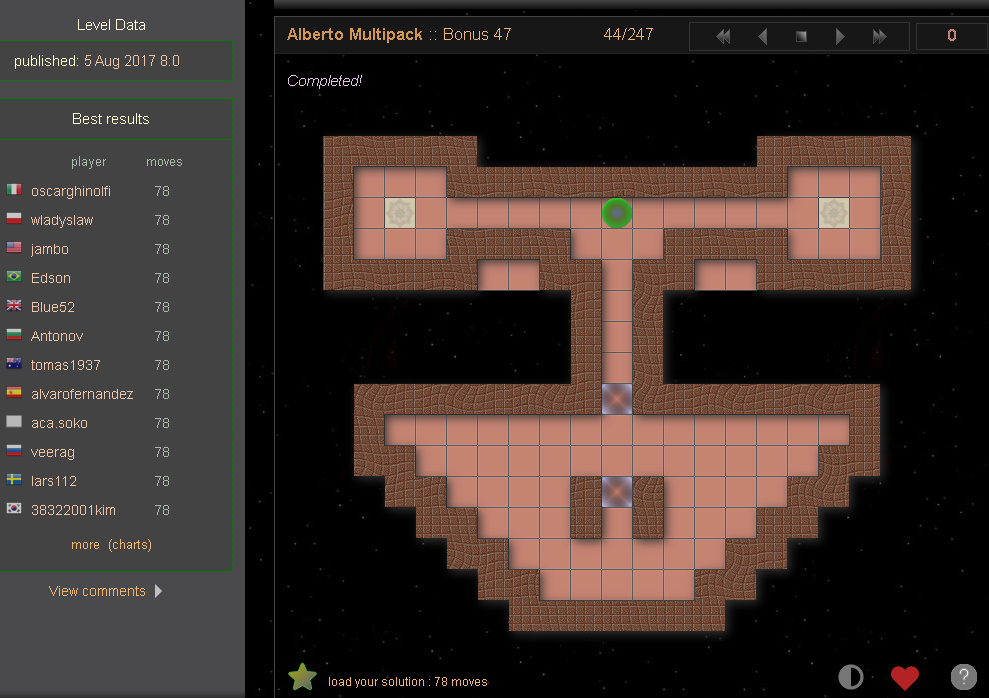 Level Data
published: 5 Aug 2017 8:0
Best results
player moves
oscarghinolfi 78
wladyslaw 78
jambo 78
Edson 78
Blue52 78
Antonov 78
tomas1937 78
alvarofernandez 78
aca.soko 78
veerag 78
lars112 78
38322001kim 78
more (charts)
View comments
Alberto Multipack :: Bonus 47 44/247 0
Completed!
load your solution : 78 moves
?